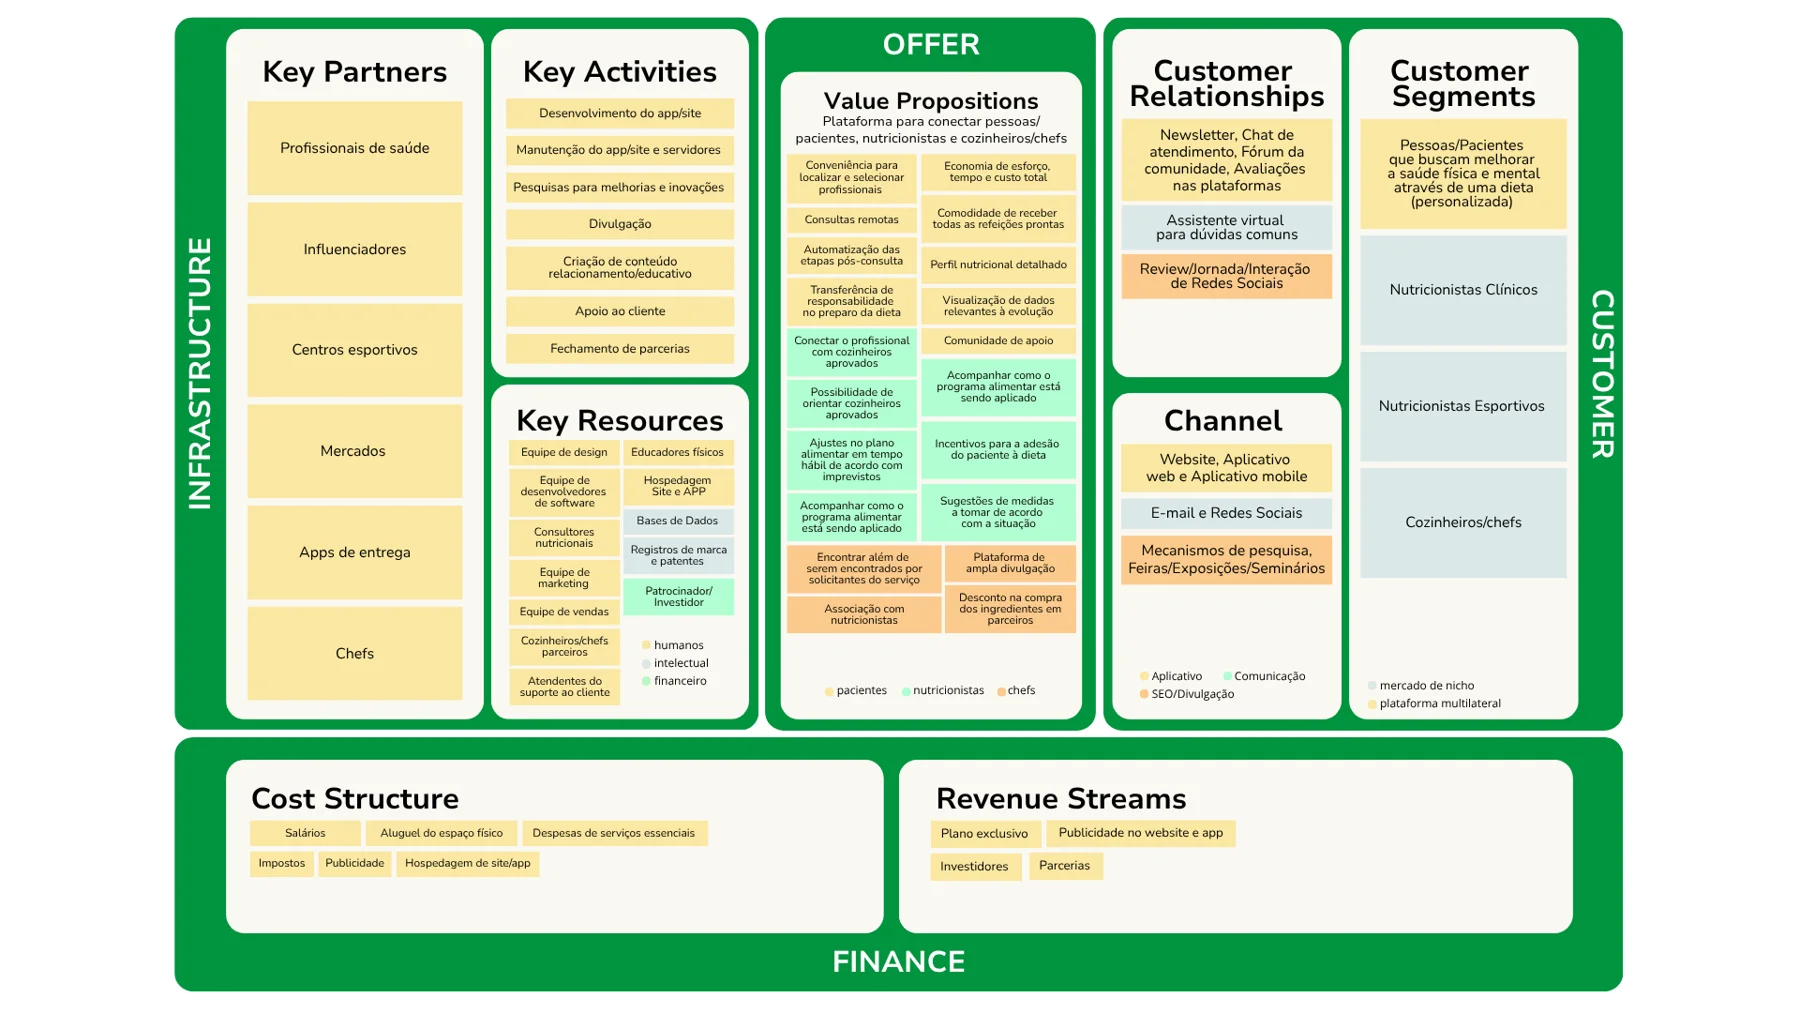 INFRASTRUCTURE
Key Partners
Profissionais de saúde
Influenciadores
Centros esportivos
Mercados
Apps de entrega
Chefs
Key Activities
Desenvolvimento do app/site
Manutenção do app/site e servidores
Pesquisas para melhorias e inovações
Divulgação
Criação de conteúdo
relacionamento/educativo
Apoio ao cliente
Fechamento de parcerias
Key Resources
Equipe de design
Equipe de
desenvolvedores
de software
Consultores
nutricionais
Equipe de
marketing
Equipe de vendas
Cozinheiros/chefs
parceiros
Atendentes do
suporte ao cliente
Educadores físicos
Hospedagem
Site e APP
Bases de Dados
Registros de marca
e patentes
Patrocinador/
Investidor
humanos
intelectual
financeiro
OFFER
Value Propositions
Plataforma para conectar pessoas/
pacientes, nutricionistas e cozinheiros/chefs
Conveniência para
localizar e selecionar
profissionais
Consultas remotas
Automatização das
etapas pós-consulta
Transferência de
responsabilidade
no preparo da dieta
Conectar o profissional
com cozinheiros
aprovados
Possibilidade de
orientar cozinheiros
aprovados
Ajustes no plano
alimentar em tempo
hábil de acordo com
imprevistos
Acompanhar como o
programa alimentar
está sendo aplicado
Economia de esforço,
tempo e custo total
Comodidade de receber
todas as refeições prontas
Perfil nutricional detalhado
Visualização de dados
relevantes à evolução
Comunidade de apoio
Acompanhar como o
programa alimentar está
sendo aplicado
Incentivos para a adesão
do paciente à dieta
Sugestões de medidas
a tomar de acordo
com a situação
Encontrar além de
serem encontrados por
solicitantes do serviço
Associação com
nutricionistas
Plataforma de
ampla divulgação
Desconto na compra
dos ingredientes em
parceiros
pacientes
nutricionistas
chefs
Customer
Relationships
Newsletter, Chat de
atendimento, Fórum da
comunidade, Avaliações
nas plataformas
Assistente virtual
para dúvidas comuns
Review/Jornada/Interação
de Redes Sociais
Channel
Website, Aplicativo
web e Aplicativo mobile
E-mail e Redes Sociais
Mecanismos de pesquisa,
Feiras/Exposições/Seminários
Aplicativo
Comunicação
SEO/Divulgação
Customer
Segments
Pessoas/Pacientes
que buscam melhorar
a saúde física e mental
através de uma dieta
(personalizada)
Nutricionistas Clínicos
Nutricionistas Esportivos
Cozinheiros/chefs
mercado de nicho
plataforma multilateral
CUSTOMER
Cost Structure
Salários
Aluguel do espaço físico
Despesas de serviços essenciais
Impostos
Publicidade
Hospedagem de site/app
Revenue Streams
Plano exclusivo
Publicidade no website e app
Investidores
Parcerias
FINANCE